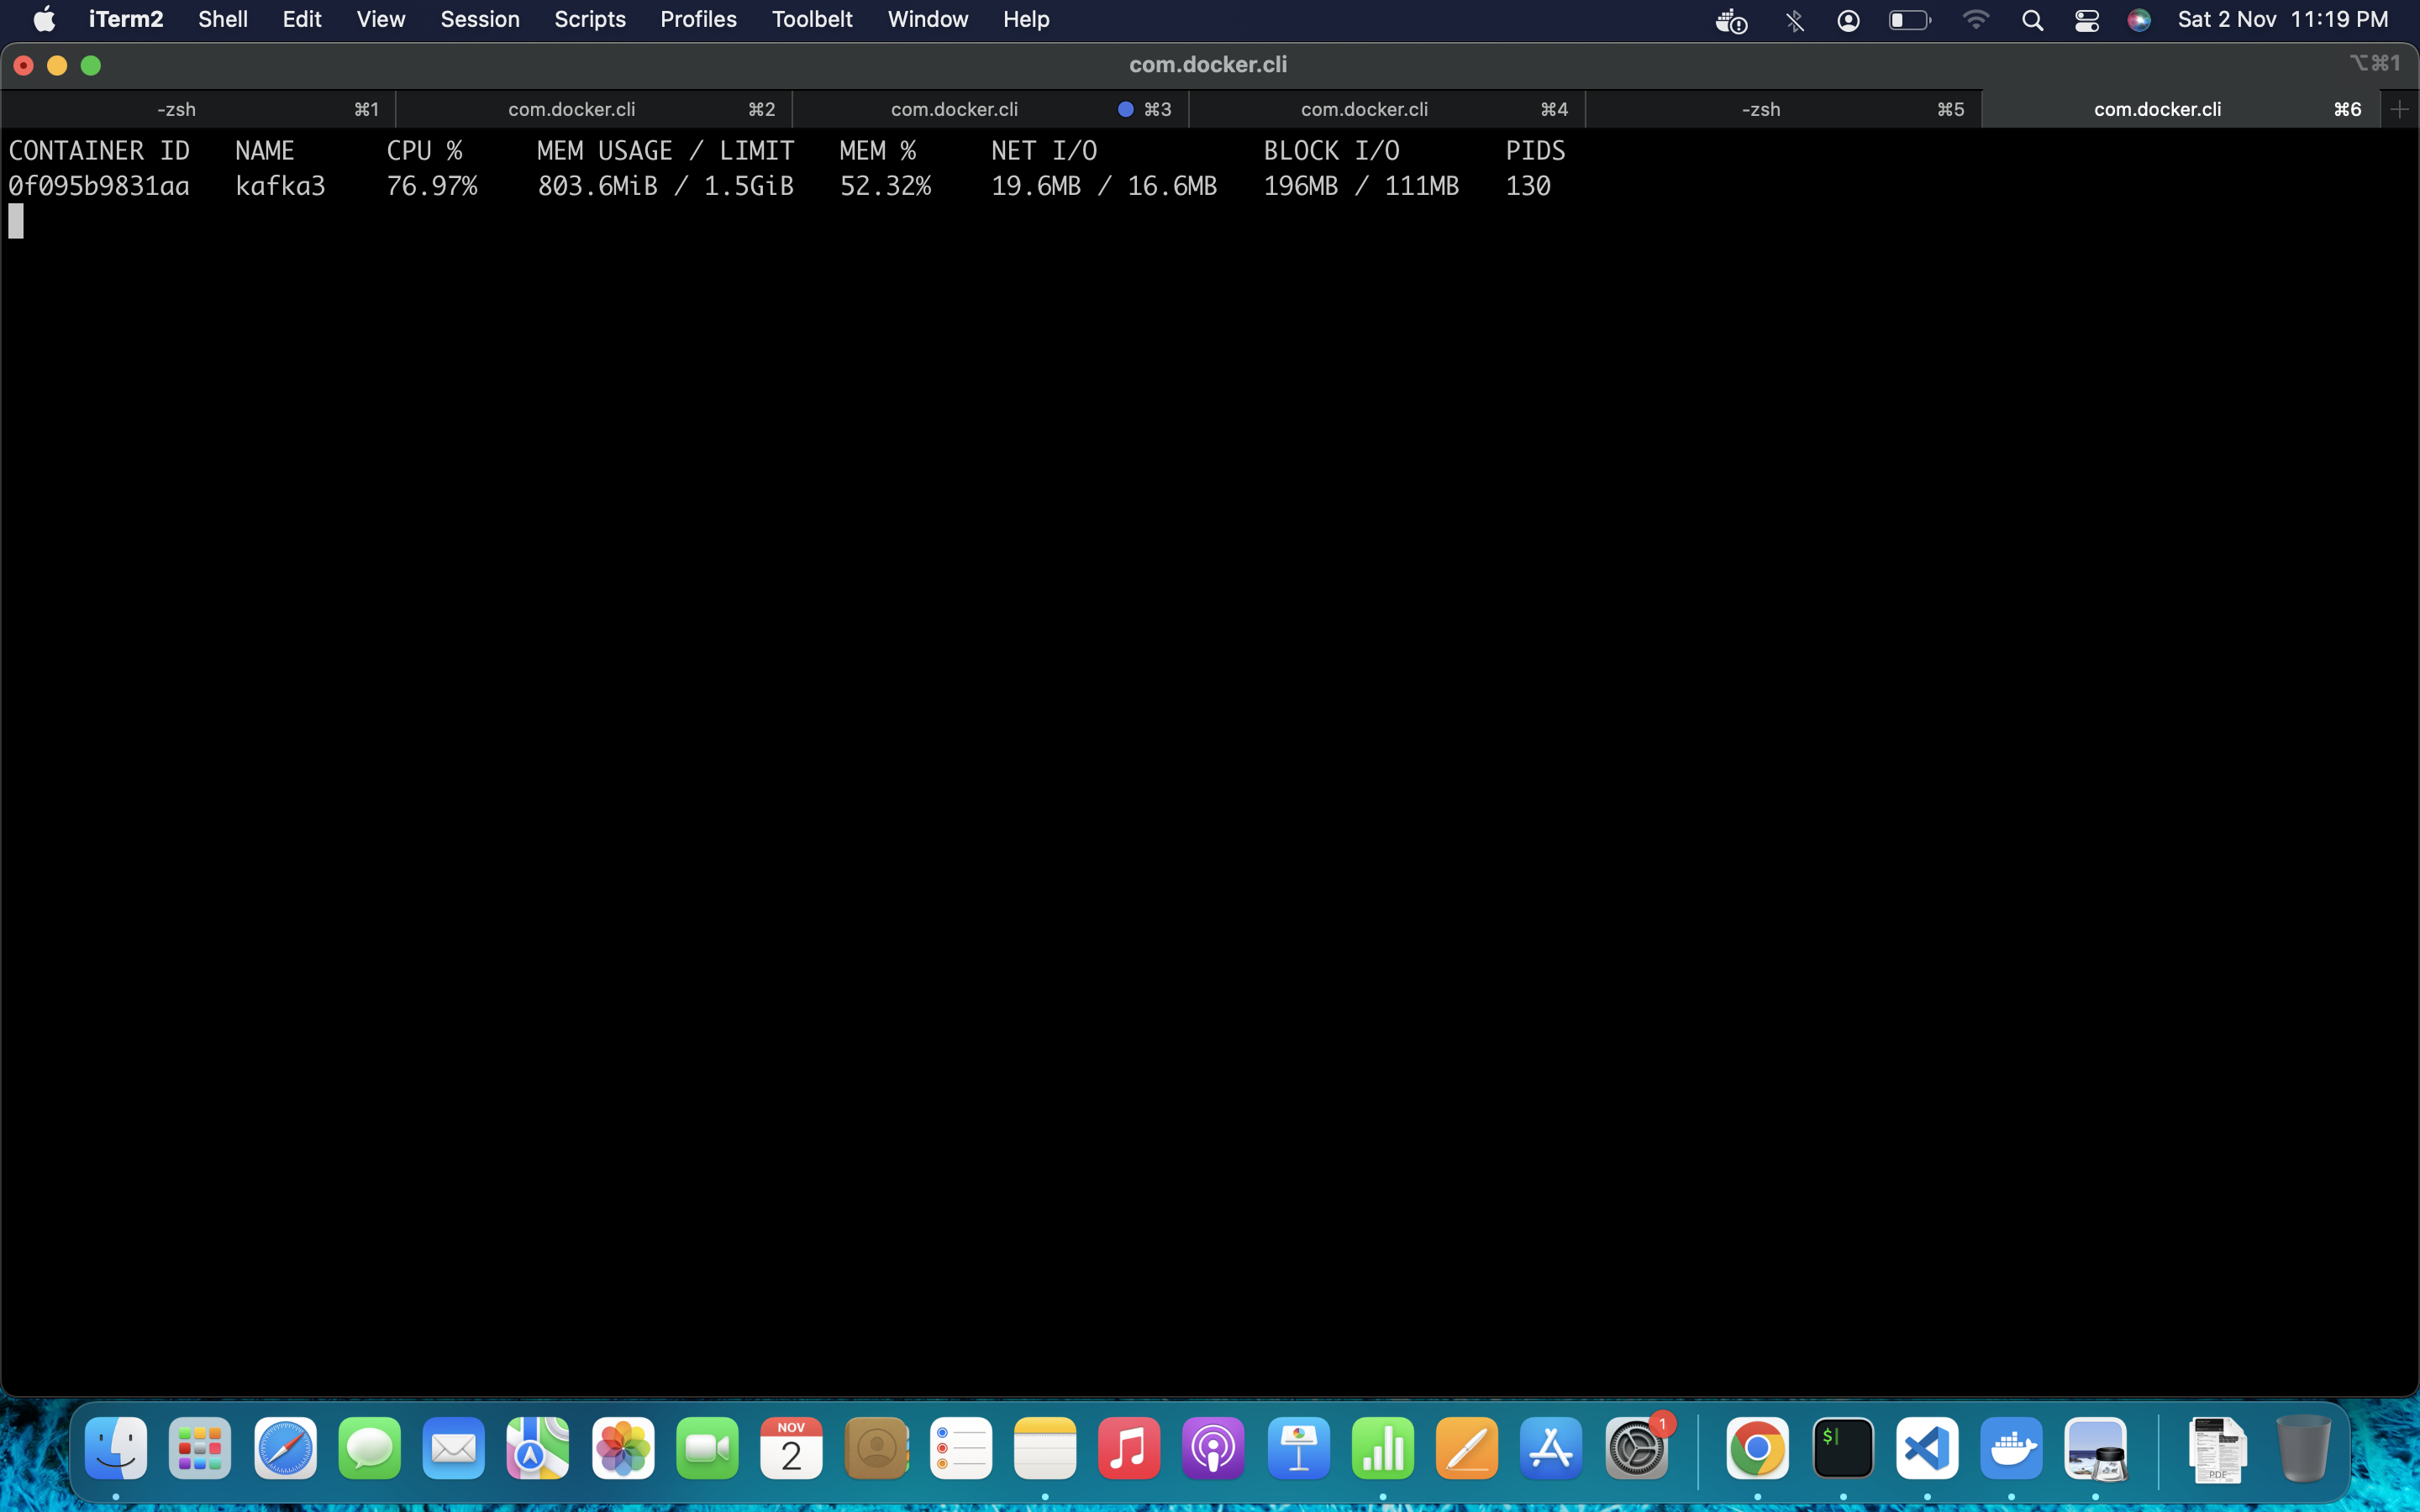 iTerm2 Shell Edit View Session Scripts Profiles Toolbelt Window Help Sat 2 Nov 11:19 PM
com.docker.cli ⌥⌘1
-zsh ⌘1 com.docker.cli ⌘2 com.docker.cli ⌘3 com.docker.cli ⌘4 -zsh ⌘5 com.docker.cli ⌘6
CONTAINER ID NAME CPU % MEM USAGE / LIMIT MEM % NET I/O BLOCK I/O PIDS
0f095b9831aa kafka3 76.97% 803.6MiB / 1.5GiB 52.32% 19.6MB / 16.6MB 196MB / 111MB 130
NOV
2
1
$
PDF